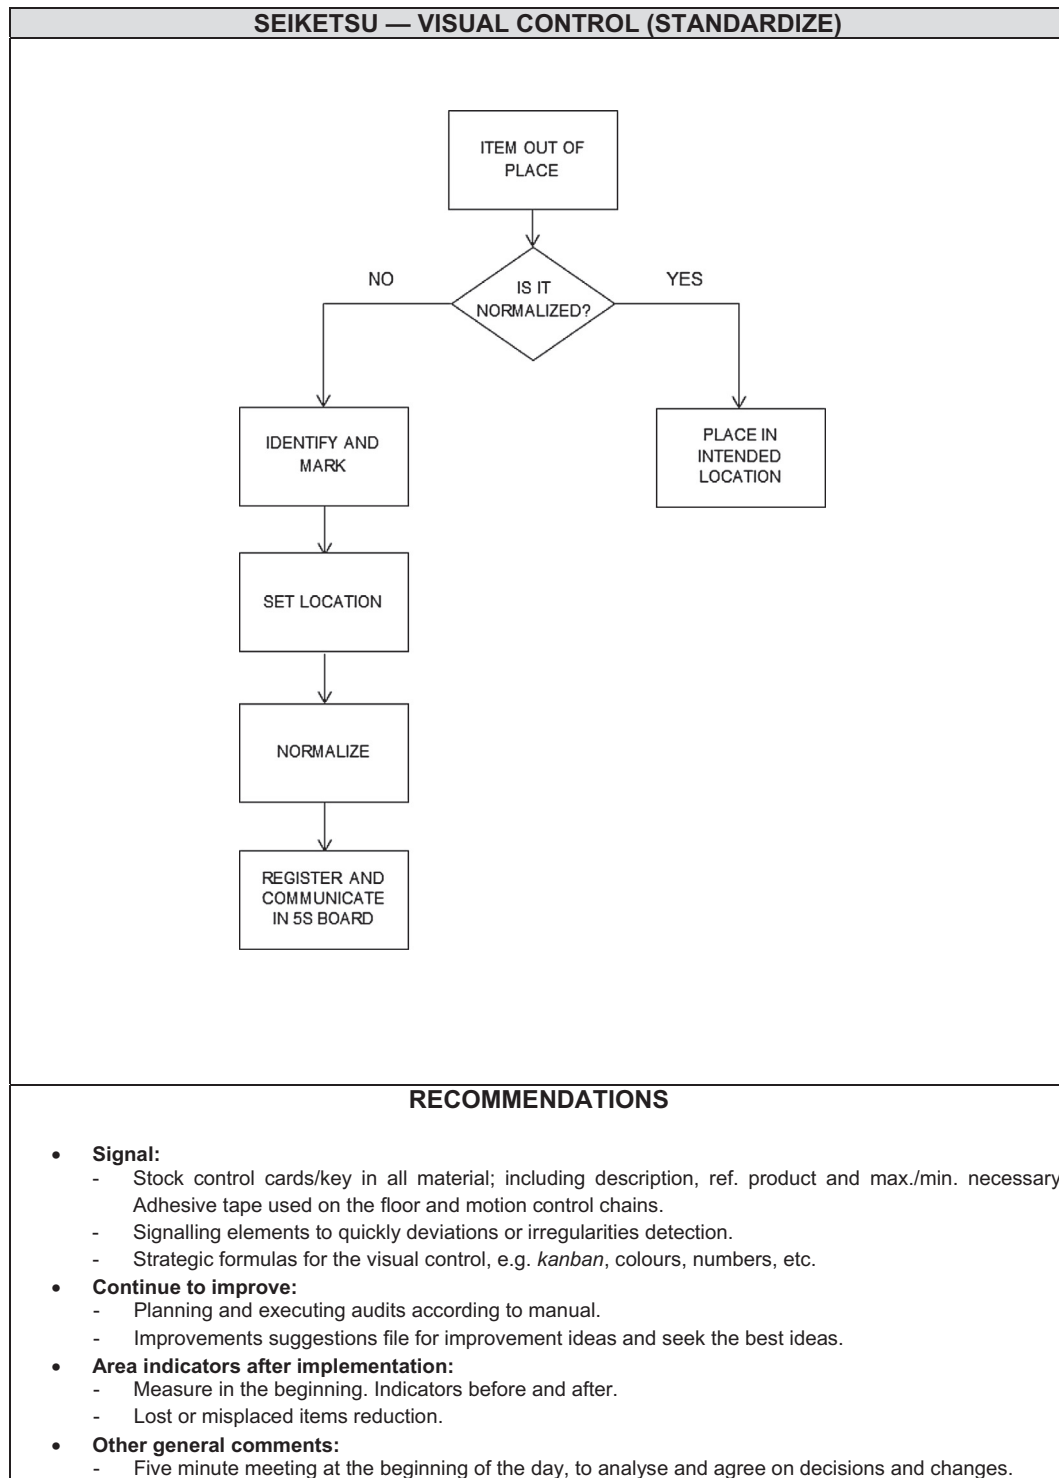 SEIKETSU — VISUAL CONTROL (STANDARDIZE)
ITEM OUT OF
PLACE
NO
IS IT
NORMALIZED?
YES
IDENTIFY AND
MARK
PLACE IN
INTENDED
LOCATION
SET LOCATION
NORMALIZE
REGISTER AND
COMMUNICATE
IN 5S BOARD
RECOMMENDATIONS
• Signal:
- Stock control cards/key in all material; including description, ref. product and max./min. necessary
Adhesive tape used on the floor and motion control chains.
- Signalling elements to quickly deviations or irregularities detection.
- Strategic formulas for the visual control, e.g. kanban, colours, numbers, etc.
• Continue to improve:
- Planning and executing audits according to manual.
- Improvements suggestions file for improvement ideas and seek the best ideas.
• Area indicators after implementation:
- Measure in the beginning. Indicators before and after.
- Lost or misplaced items reduction.
• Other general comments:
- Five minute meeting at the beginning of the day, to analyse and agree on decisions and changes.